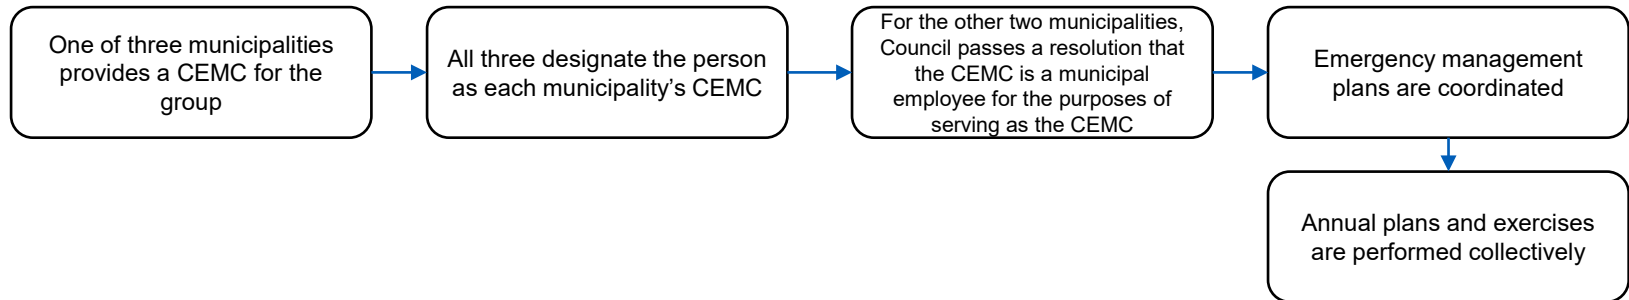 One of three municipalities
provides a CEMC for the
group
All three designate the person
as each municipality’s CEMC
For the other two municipalities,
Council passes a resolution that
the CEMC is a municipal
employee for the purposes of
serving as the CEMC
Emergency management
plans are coordinated
Annual plans and exercises
are performed collectively